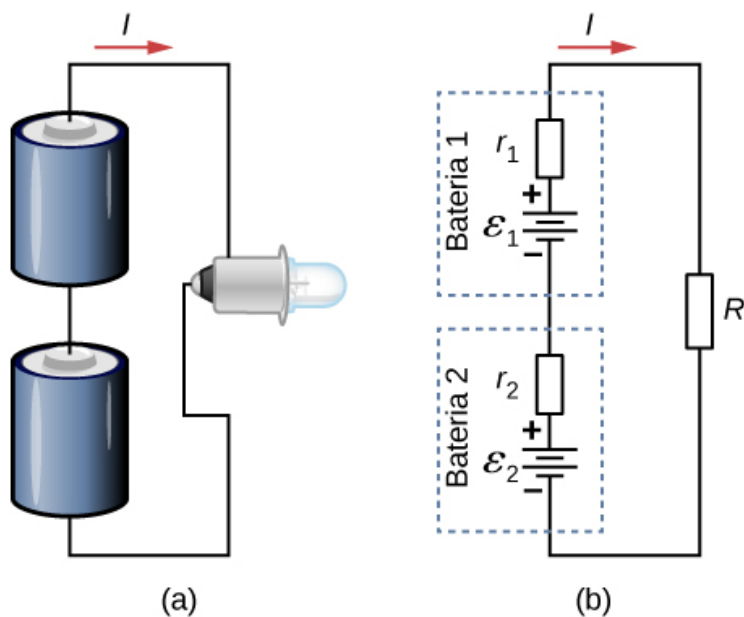 I
I
Bateria 1
r₁
+
ε₁
−
R
Bateria 2
r₂
+
ε₂
−
(a)
(b)